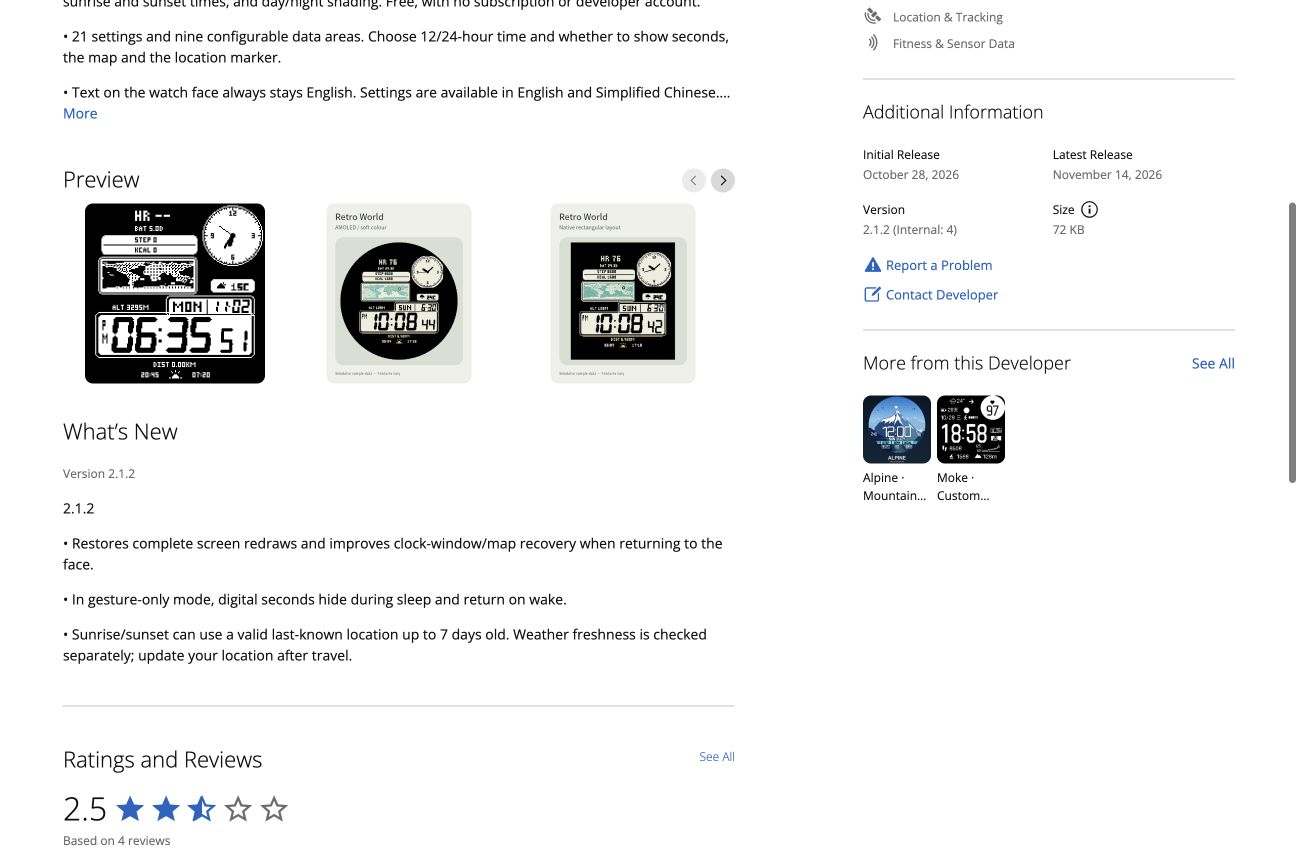 sunrise and sunset times, and day/night shading. Free, with no subscription or developer account.
• 21 settings and nine configurable data areas. Choose 12/24-hour time and whether to show seconds,
the map and the location marker.
• Text on the watch face always stays English. Settings are available in English and Simplified Chinese....
More
Preview
HR --
BAT 5.0D
STEP 0
KCAL 0
12
3
6
9
15C
ALT 3295M
MON 11-02
PM 06:35 51
DIST 0.00KM
20:45 07:20
Retro World
AMOLED / soft colour
HR 76
10:08 44
SUN
Retro World
Native rectangular layout
HR 76
10:08 42
SUN
What's New
Version 2.1.2
2.1.2
• Restores complete screen redraws and improves clock-window/map recovery when returning to the
face.
• In gesture-only mode, digital seconds hide during sleep and return on wake.
• Sunrise/sunset can use a valid last-known location up to 7 days old. Weather freshness is checked
separately; update your location after travel.
Ratings and Reviews
See All
2.5
Based on 4 reviews
Location & Tracking
Fitness & Sensor Data
Additional Information
Initial Release
October 28, 2026
Latest Release
November 14, 2026
Version
2.1.2 (Internal: 4)
Size
72 KB
Report a Problem
Contact Developer
More from this Developer
See All
12:00
ALPINE
24°
97
18:58
Alpine ·
Mountain...
Moke ·
Custom...